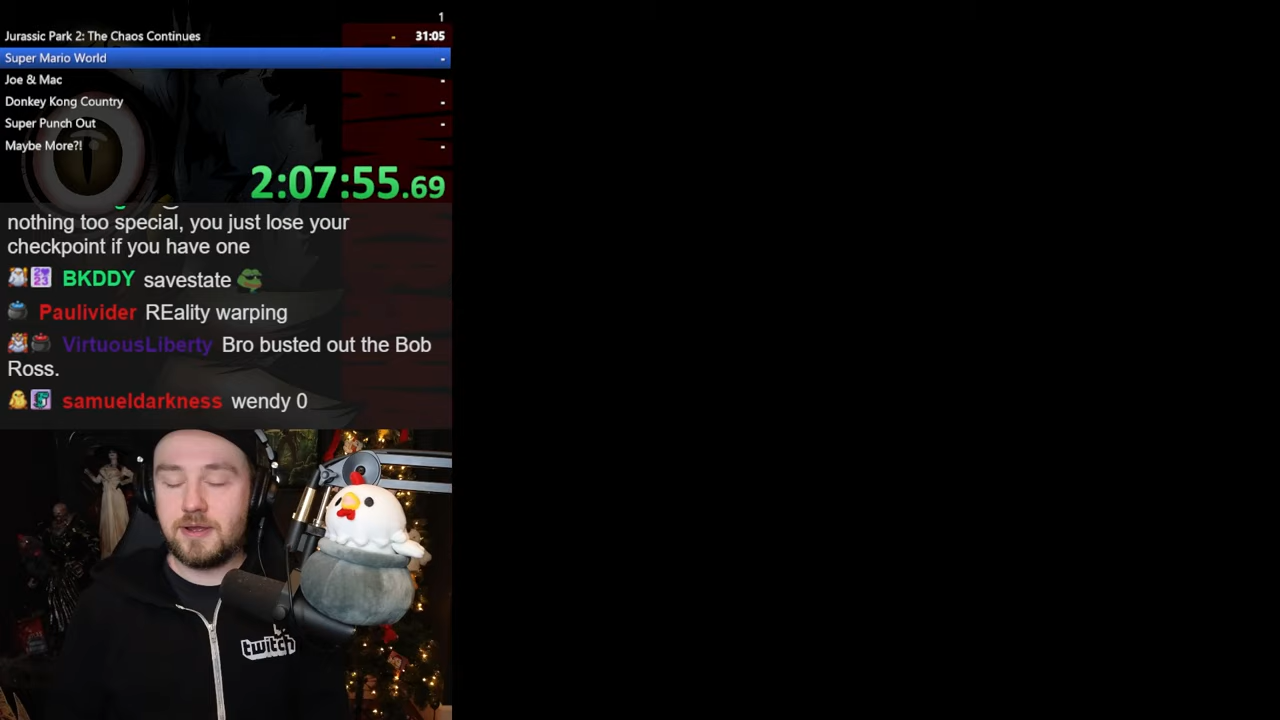 1
Jurassic Park 2: The Chaos Continues - 31:05
Super Mario World -
Joe & Mac -
Donkey Kong Country -
Super Punch Out -
Maybe More?! -
2:07:55.69
nothing too special, you just lose your
checkpoint if you have one
BKDDY savestate
Paulivider REality warping
VirtuousLiberty Bro busted out the Bob
Ross.
samueldarkness wendy 0
twitch